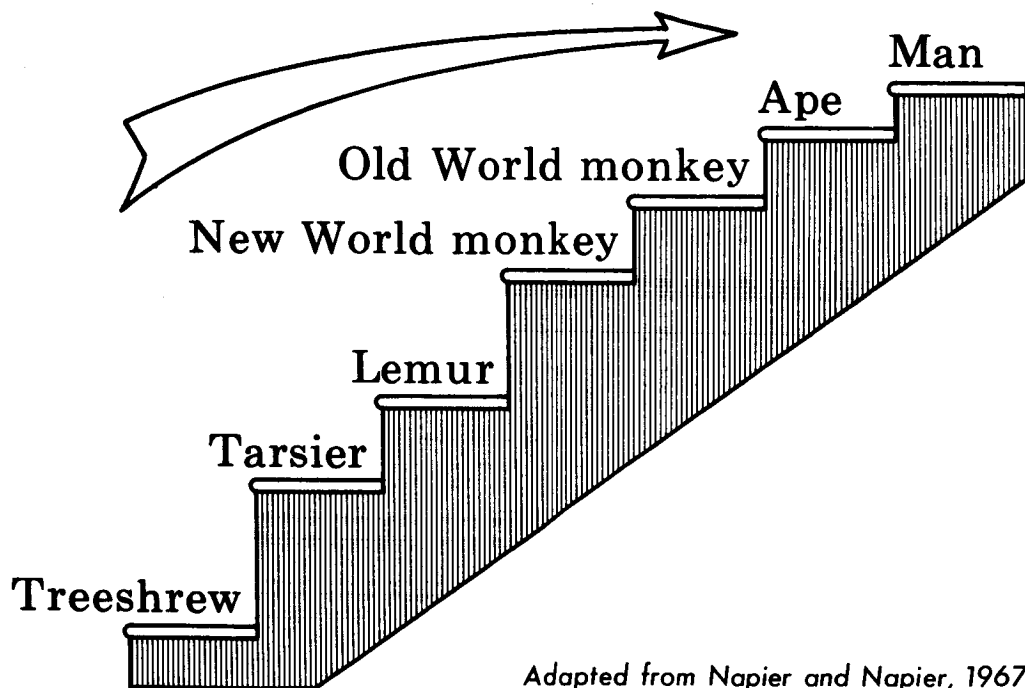 Man
Ape
Old World monkey
New World monkey
Lemur
Tarsier
Treeshrew
Adapted from Napier and Napier, 1967